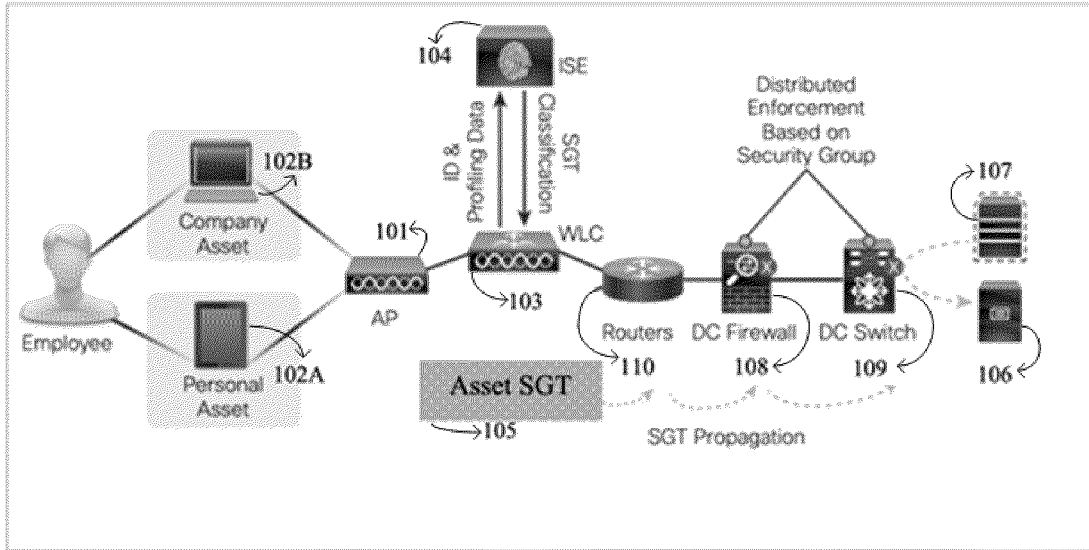 104
ISE
ID &
Profiling Data
SGT
Classification
Distributed
Enforcement
Based on
Security Group
107
102B
Company
Asset
101
WLC
AP
103
Employee
102A
Personal
Asset
Routers
DC Firewall
DC Switch
110
108
109
106
Asset SGT
105
SGT Propagation